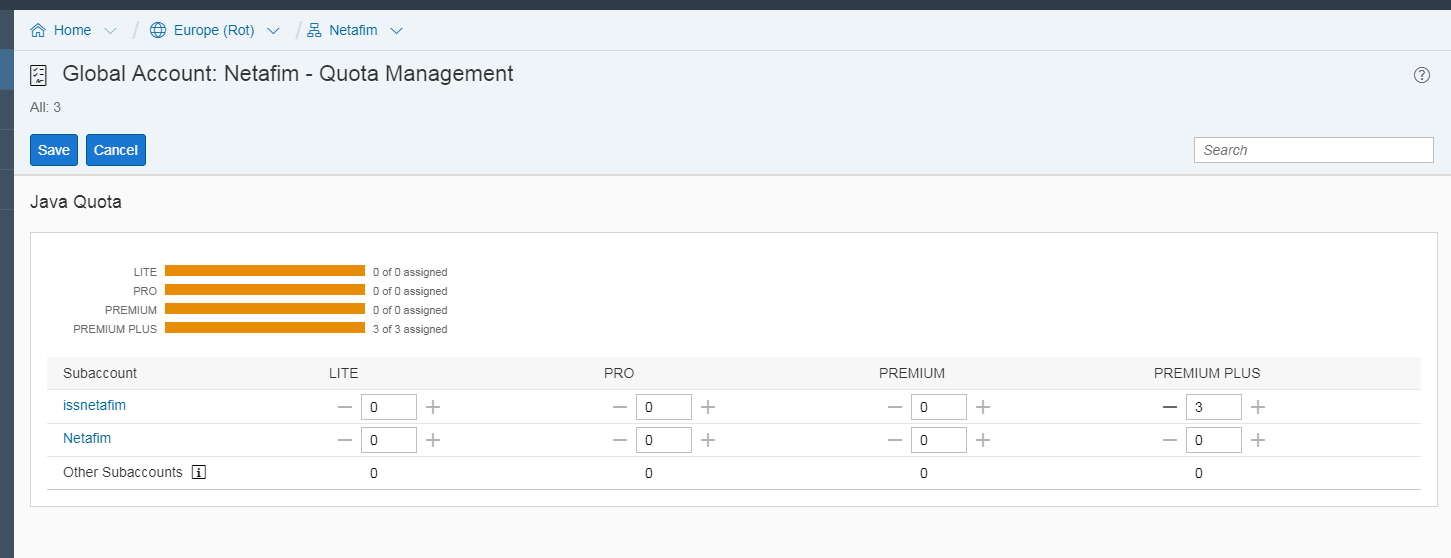 Home Europe (Rot) Netafim
Global Account: Netafim - Quota Management
All: 3
Save Cancel Search
Java Quota
LITE 0 of 0 assigned
PRO 0 of 0 assigned
PREMIUM 0 of 0 assigned
PREMIUM PLUS 3 of 3 assigned
Subaccount LITE PRO PREMIUM PREMIUM PLUS
issnetafim 0 0 0 3
Netafim 0 0 0 0
Other Subaccounts 0 0 0 0